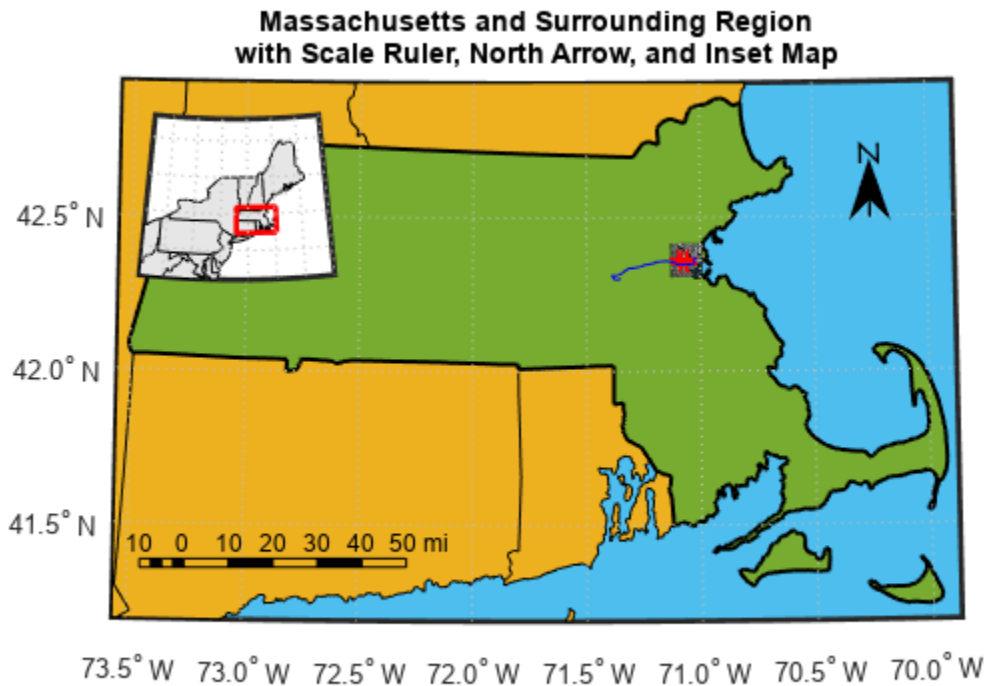 Massachusetts and Surrounding Region
with Scale Ruler, North Arrow, and Inset Map
N
42.5° N
42.0° N
41.5° N
10 0 10 20 30 40 50 mi
73.5° W 73.0° W 72.5° W 72.0° W 71.5° W 71.0° W 70.5° W 70.0° W